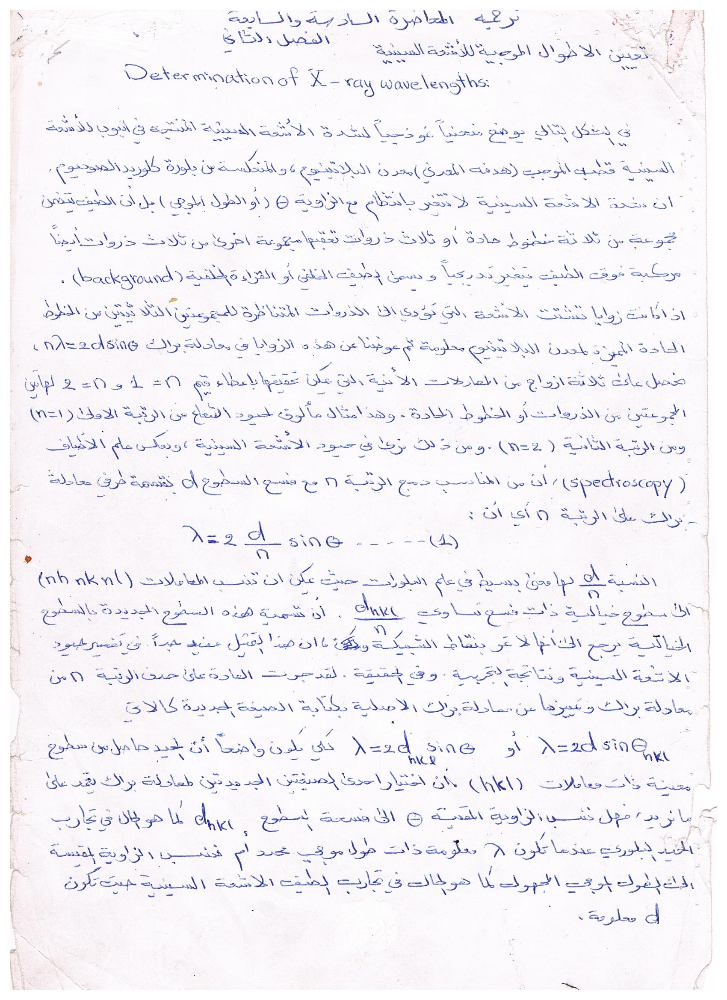 ترجمه المحاضرة السادسة والسابعة
الفصل الثاني
تعيين الاطوال الموجبية للأشعة السينية
Determination of X-ray wavelengths:
في الشكل التالي يوضح منحنياً نموذجياً لشدة الأشعة السينية المنتجه في انبوب للأشعة
السينية قطب الموجب (هدفه المعدني) معدن البلاتينيوم، والمنعكسة من بلورة كلوريد الصوديوم.
ان شدة الاشعة السينية لا تتغير بانتظام مع الزاوية θ (أو الطول الموجي) بل أن الطيف يتضمن
مجموعة من ثلاثة خطوط حادة أو ثلاث ذروات تعقبها مجموعة اخرى من ثلاث ذروات أيضاً
مركبة فوق الطيف يتغير تدريجياً ويسمى الطيف الخلفي أو القراءة الخلفية (background).
اذا كانت زوايا تشتت الأشعة التي تؤدي الى الذروات المتناظرة للمجموعتين الثلاثيتين من الخطوط
الحادة المميزة لمعدن البلاتينيوم معلومة ثم عوضنا عن هذه الزوايا في معادلة براك nλ=2dsinθ،
نحصل على ثلاثة ازواج من المعادلات الأنية التي يمكن تحقيقها باعطاء قيم n = 1 و n = 2 لهاتين
المجموعتين من الذروات أو الخطوط الحادة. وهذا مثال مألوف لحيود الشعاع من الرتبة الاولى (n=1)
ومن الرتبة الثانية (n=2). ومن ذلك نرى في حيود الأشعة السينية، وبعكس علم الأطياف
(spectroscopy)، أن من المناسب دمج الرتبة n مع فسح السطوح d بقسمة طرفي معادلة
براك على الرتبة n أي أن:
λ = 2 d/n sinθ ------(1)
النسبة d/n لها معنى بسيط في علم البلورات حيث يمكن ان تنسب المعاملات (nh nk nl)
الى سطوح خيالية ذات فسح تساوي dhkl/n. أن تسمية هذه السطوح الجديدة بالسطوح
الخيالية يرجع الى أنها لا تمر بنقاط الشبيكة، ان هذا التمثيل مفيد جداً في تفسير حيود
الاشعة السينية ونتائجة التجريبية. وفي الحقيقة. لقد جرت العادة على حذف الرتبة n من
معادلة براك وتمييزها عن معادلة براك الاصلية بكتابة الصيغة الجديدة كالاتي
λ=2d sinθhkl أو λ=2dhkl sinθ لكي يكون واضحاً أن الحيد حاصل من سطوح
معينة ذات معاملات (hkl) أن اختيار احدى الصيغتين الجديدتين لمعادلة براك يعتمد على
ما نريد، فهل ننسب الزاوية المقيسة θ الى فسحة السطوح dhkl، كما هو الحال في تجارب
الحيد البلوري عندما تكون λ معلومة ذات طول موجي محدد أم ننسب الزاوية المقيسة
الى الطول الموجي المجهول كما هو الحال في تجارب الطيف الاشعة السينية حيث تكون
d معلومة.